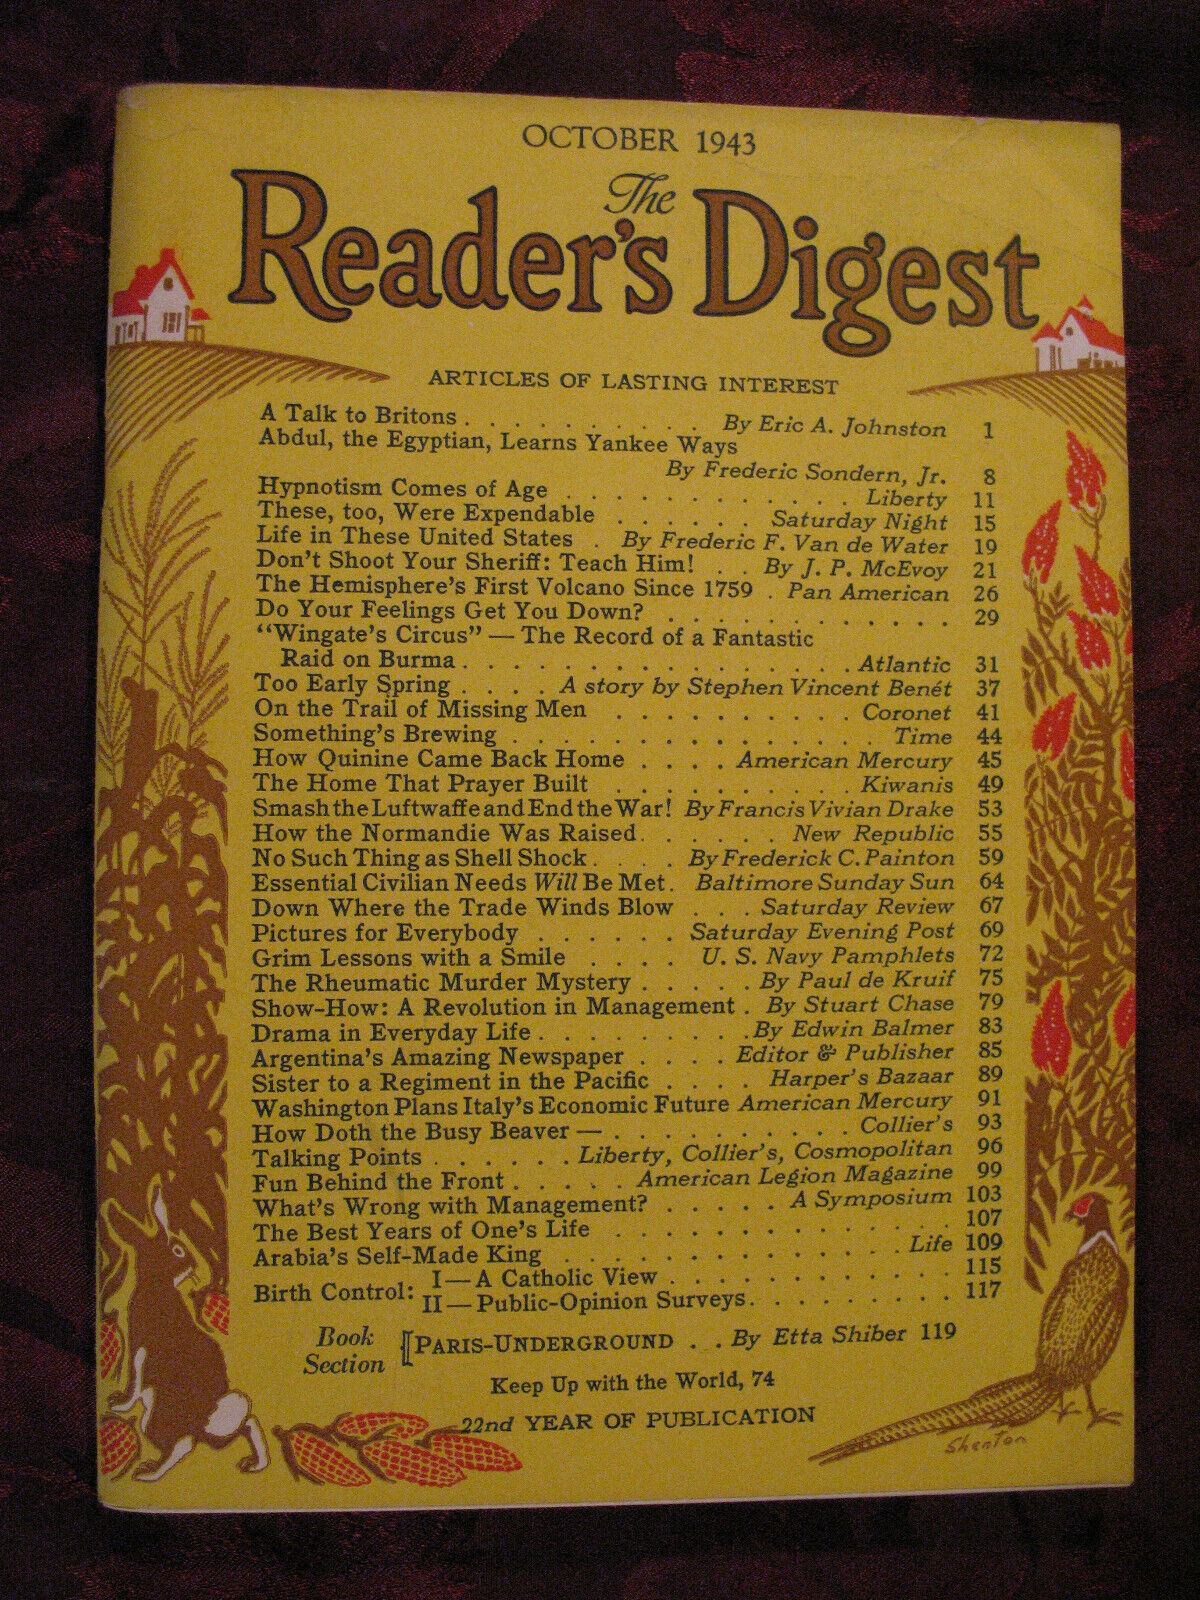 OCTOBER 1943
The
Reader's Digest
ARTICLES OF LASTING INTEREST
A Talk to Britons . . . . . . . . . . By Eric A. Johnston 1
Abdul, the Egyptian, Learns Yankee Ways
By Frederic Sondern, Jr. 8
Hypnotism Comes of Age . . . . . . . . . . . . Liberty 11
These, too, Were Expendable . . . . . . Saturday Night 15
Life in These United States . By Frederic F. Van de Water 19
Don't Shoot Your Sheriff: Teach Him! . . By J. P. McEvoy 21
The Hemisphere's First Volcano Since 1759 . Pan American 26
Do Your Feelings Get You Down? . . . . . . . . . . . . . 29
"Wingate's Circus" — The Record of a Fantastic
Raid on Burma . . . . . . . . . . . . . . . . . Atlantic 31
Too Early Spring . . . . A story by Stephen Vincent Benét 37
On the Trail of Missing Men . . . . . . . . . . Coronet 41
Something's Brewing . . . . . . . . . . . . . . . . Time 44
How Quinine Came Back Home . . . . American Mercury 45
The Home That Prayer Built . . . . . . . . . . Kiwanis 49
Smash the Luftwaffe and End the War! By Francis Vivian Drake 53
How the Normandie Was Raised . . . . . . New Republic 55
No Such Thing as Shell Shock . . . . By Frederick C. Painton 59
Essential Civilian Needs Will Be Met . Baltimore Sunday Sun 64
Down Where the Trade Winds Blow . . . Saturday Review 67
Pictures for Everybody . . . . . . Saturday Evening Post 69
Grim Lessons with a Smile . . . . U. S. Navy Pamphlets 72
The Rheumatic Murder Mystery . . . . . By Paul de Kruif 75
Show-How: A Revolution in Management . By Stuart Chase 79
Drama in Everyday Life . . . . . . . . . By Edwin Balmer 83
Argentina's Amazing Newspaper . . . . Editor & Publisher 85
Sister to a Regiment in the Pacific . . . . Harper's Bazaar 89
Washington Plans Italy's Economic Future American Mercury 91
How Doth the Busy Beaver — . . . . . . . . . . Collier's 93
Talking Points . . . . . . Liberty, Collier's, Cosmopolitan 96
Fun Behind the Front . . . . . American Legion Magazine 99
What's Wrong with Management? . . . . . A Symposium 103
The Best Years of One's Life . . . . . . . . . . . . . . 107
Arabia's Self-Made King . . . . . . . . . . . . . . Life 109
Birth Control: I — A Catholic View . . . . . . . . . . . . 115
II — Public-Opinion Surveys . . . . . . . . . 117
Book Section PARIS-UNDERGROUND . . By Etta Shiber 119
Keep Up with the World, 74
22nd YEAR OF PUBLICATION
Shenton